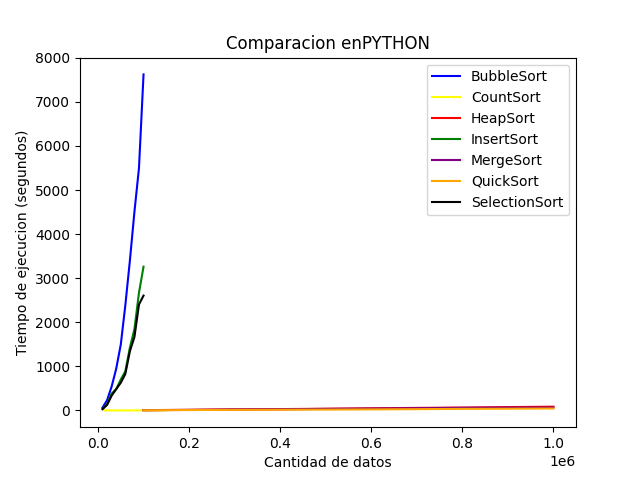 Comparacion enPYTHON
Tiempo de ejecucion (segundos)
8000
7000
6000
5000
4000
3000
2000
1000
0
BubbleSort
CountSort
HeapSort
InsertSort
MergeSort
QuickSort
SelectionSort
0.0 0.2 0.4 0.6 0.8 1.0
1e6
Cantidad de datos